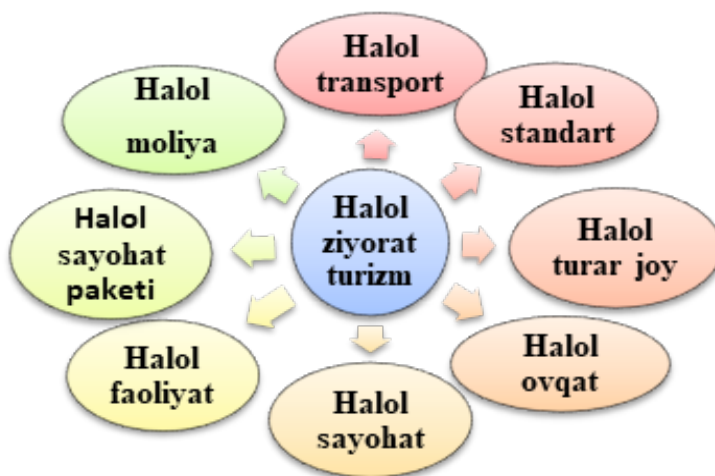 Halol
transport
Halol
standart
Halol
turar joy
Halol
ovqat
Halol
sayohat
Halol
faoliyat
Halol
sayohat
paketi
Halol
moliya
Halol
ziyorat
turizm